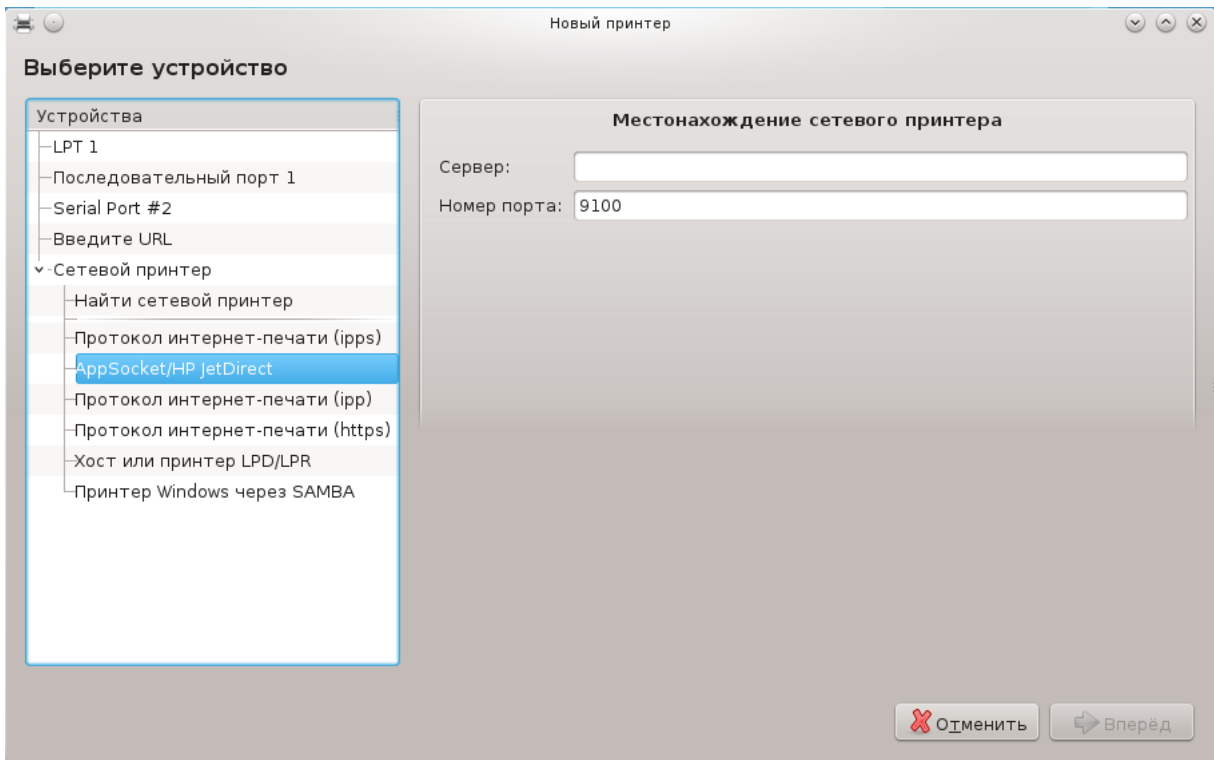 Новый принтер
Выберите устройство
Устройства
LPT 1
Последовательный порт 1
Serial Port #2
Введите URL
Сетевой принтер
Найти сетевой принтер
Протокол интернет-печати (ipps)
AppSocket/HP JetDirect
Протокол интернет-печати (ipp)
Протокол интернет-печати (https)
Хост или принтер LPD/LPR
Принтер Windows через SAMBA
Местонахождение сетевого принтера
Сервер:
Номер порта: 9100
Отменить
Вперёд